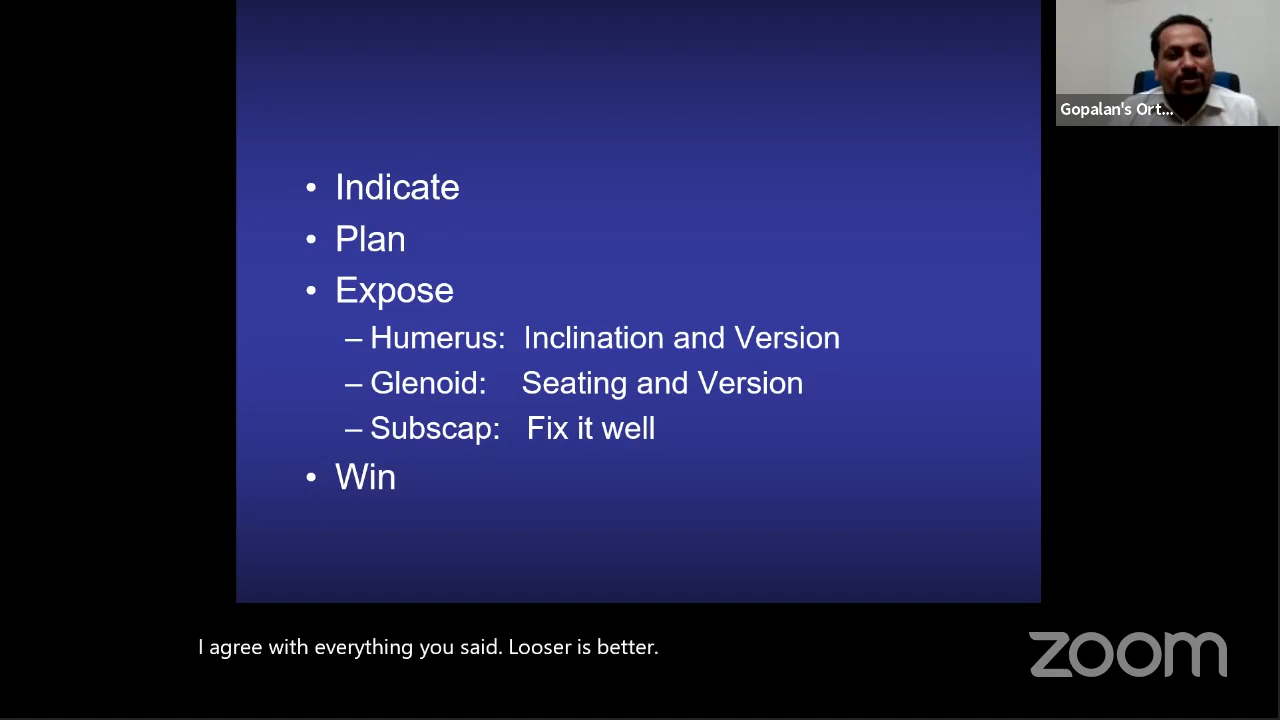 Gopalan's Ort...
• Indicate
• Plan
• Expose
– Humerus: Inclination and Version
– Glenoid: Seating and Version
– Subscap: Fix it well
• Win
I agree with everything you said. Looser is better.
zoom